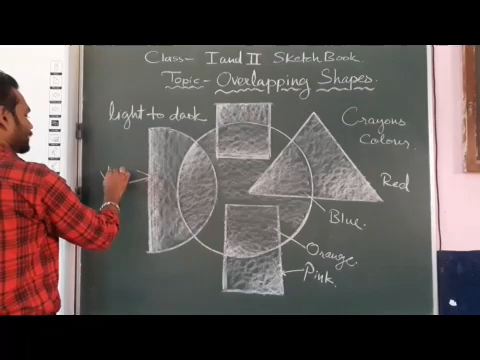 Class- I and II Sketch Book
Topic- Overlapping Shapes.
light to dark
Crayons
Colour.
Red
Blue.
Orange.
Pink.